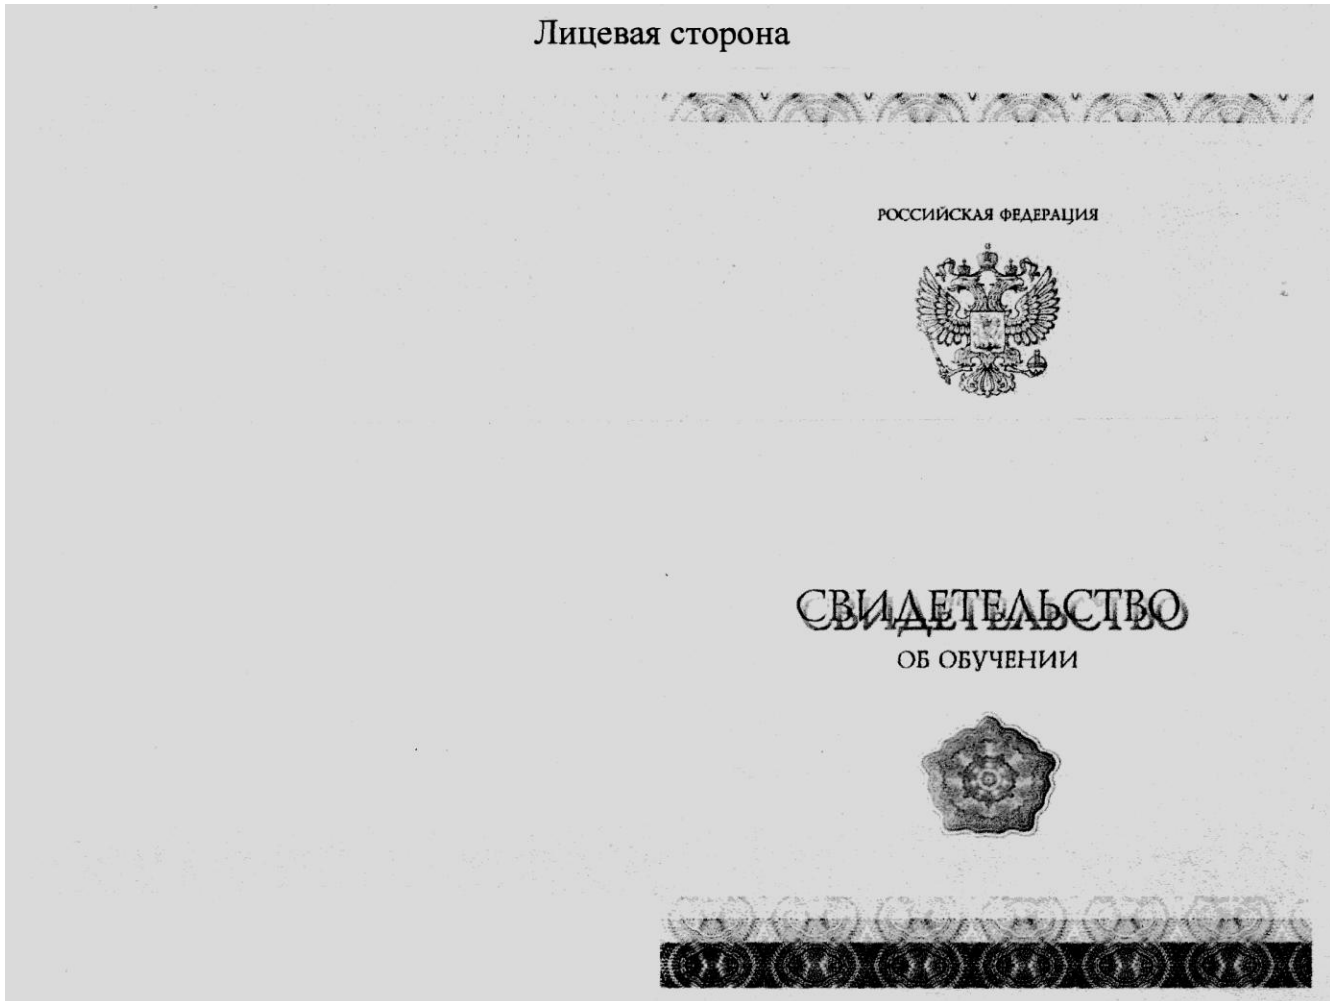 Лицевая сторона
РОССИЙСКАЯ ФЕДЕРАЦИЯ
СВИДЕТЕЛЬСТВО
ОБ ОБУЧЕНИИ